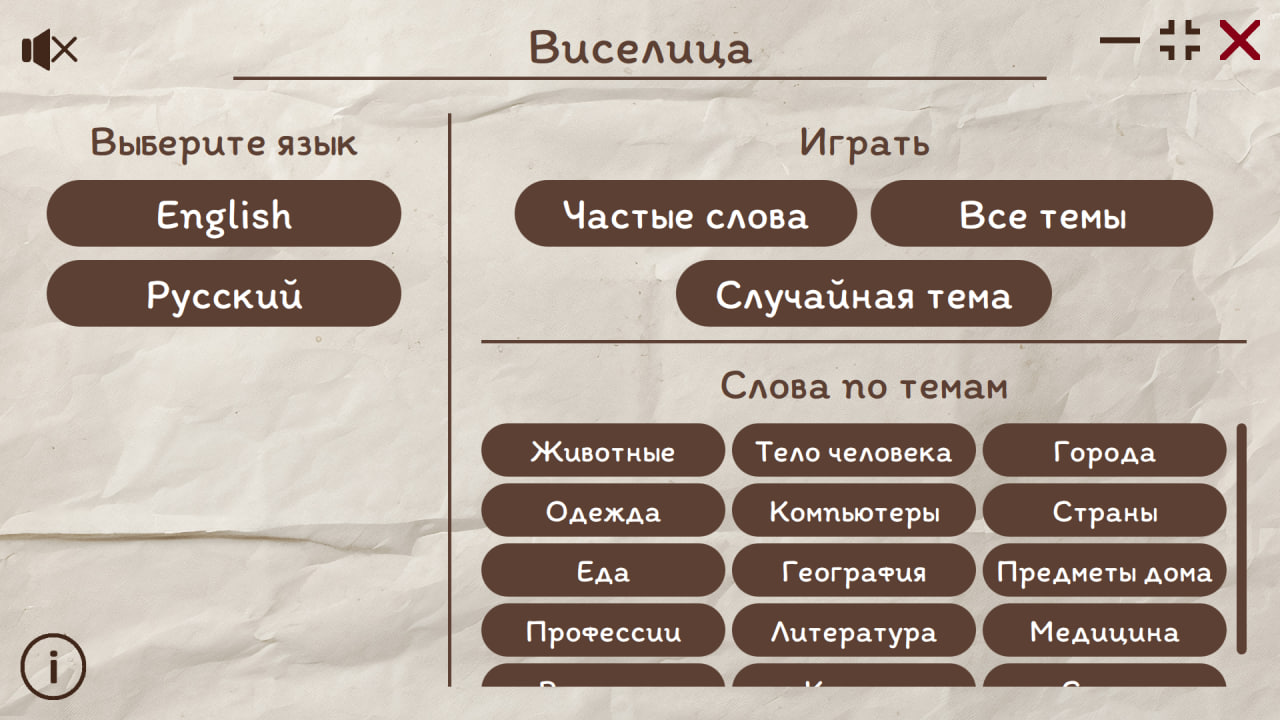 Виселица
Выберите язык
English
Русский
Играть
Частые слова
Все темы
Случайная тема
Слова по темам
Животные
Тело человека
Города
Одежда
Компьютеры
Страны
Еда
География
Предметы дома
Профессии
Литература
Медицина